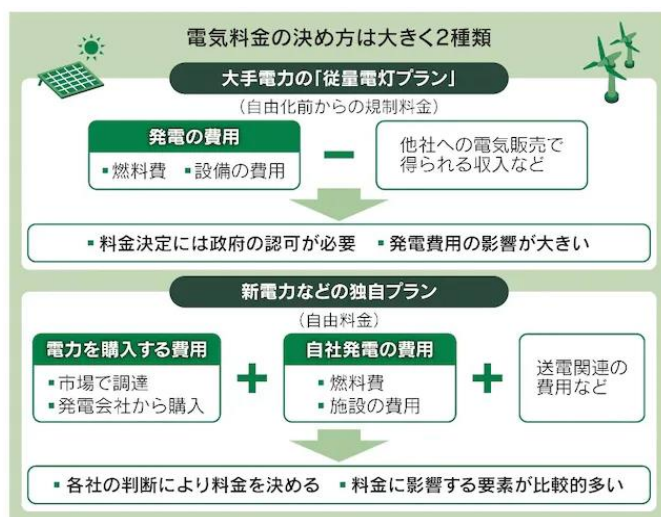 電気料金の決め方は大きく2種類
大手電力の「従量電灯プラン」
（自由化前からの規制料金）
発電の費用
▪燃料費 ▪設備の費用
－
他社への電気販売で
得られる収入など
▪料金決定には政府の認可が必要 ▪発電費用の影響が大きい
新電力などの独自プラン
（自由料金）
電力を購入する費用
▪市場で調達
▪発電会社から購入
＋
自社発電の費用
▪燃料費
▪施設の費用
＋
送電関連の
費用など
▪各社の判断により料金を決める ▪料金に影響する要素が比較的多い